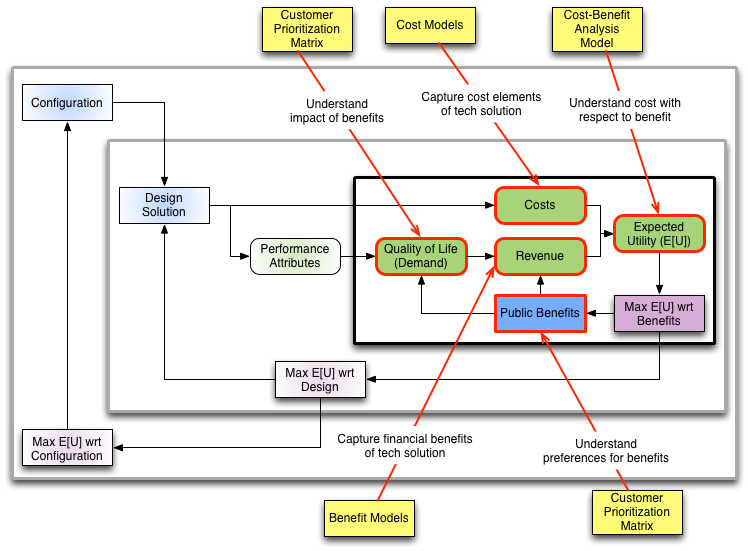 Customer
Prioritization
Matrix
Cost Models
Cost-Benefit
Analysis
Model
Configuration
Understand
impact of benefits
Capture cost elements
of tech solution
Understand cost with
respect to benefit
Design
Solution
Costs
Expected
Utility (E[U])
Performance
Attributes
Quality of Life
(Demand)
Revenue
Public Benefits
Max E[U] wrt
Benefits
Max E[U] wrt
Design
Max E[U] wrt
Configuration
Capture financial benefits
of tech solution
Understand
preferences for benefits
Benefit Models
Customer
Prioritization
Matrix